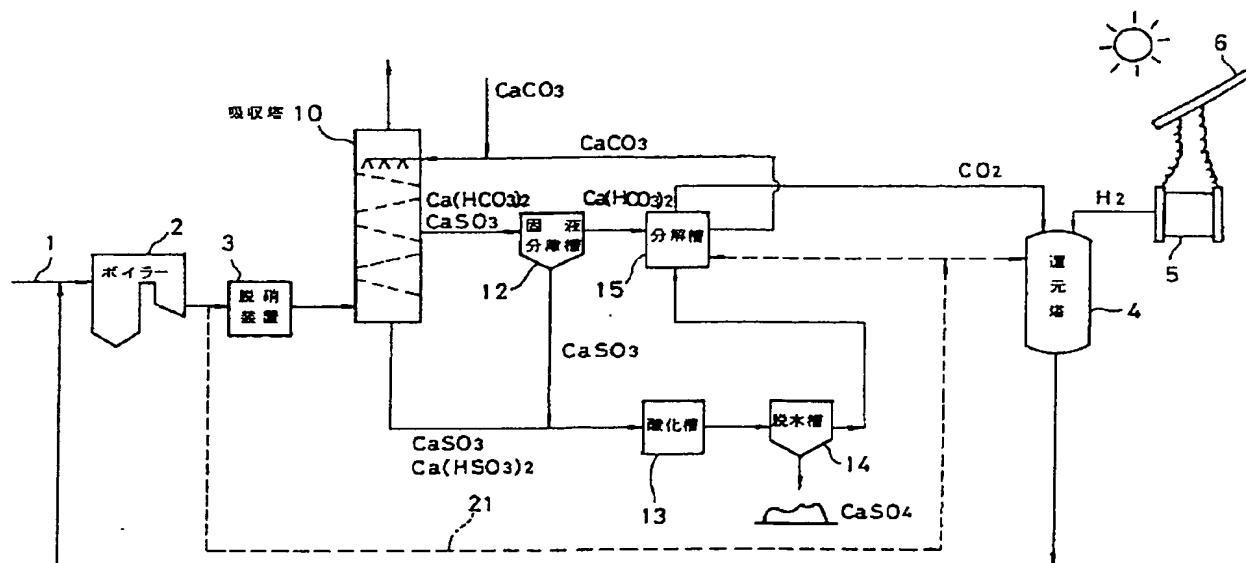 6
CaCO3
吸収塔 10
CaCO3
CO2
Ca(HCO3)2
Ca(HCO3)2
H2
CaSO3
2
固液
分離槽
分解槽
1
3
5
ボイラー
12
15
還元塔
脱硝
装置
4
CaSO3
酸化槽
脱水槽
CaSO3
Ca(HSO3)2
14
21
13
CaSO4